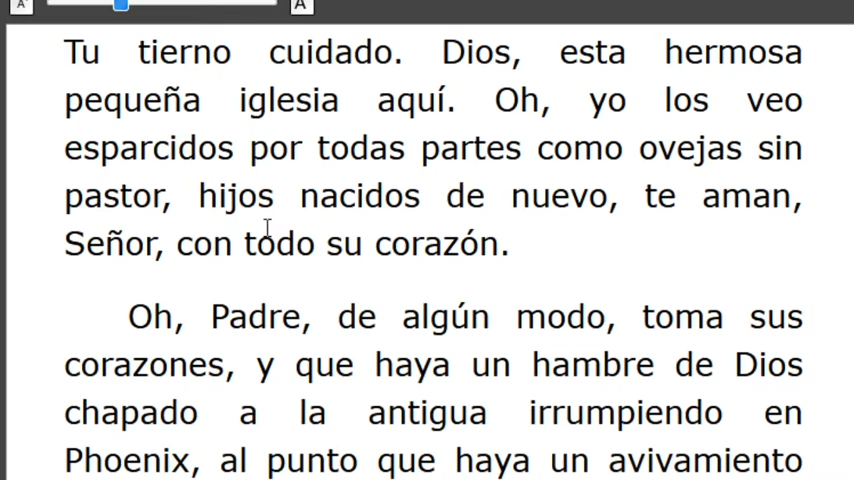 A
A
Tu tierno cuidado. Dios, esta hermosa
pequeña iglesia aquí. Oh, yo los veo
esparcidos por todas partes como ovejas sin
pastor, hijos nacidos de nuevo, te aman,
Señor, con todo su corazón.
Oh, Padre, de algún modo, toma sus
corazones, y que haya un hambre de Dios
chapado a la antigua irrumpiendo en
Phoenix, al punto que haya un avivamiento